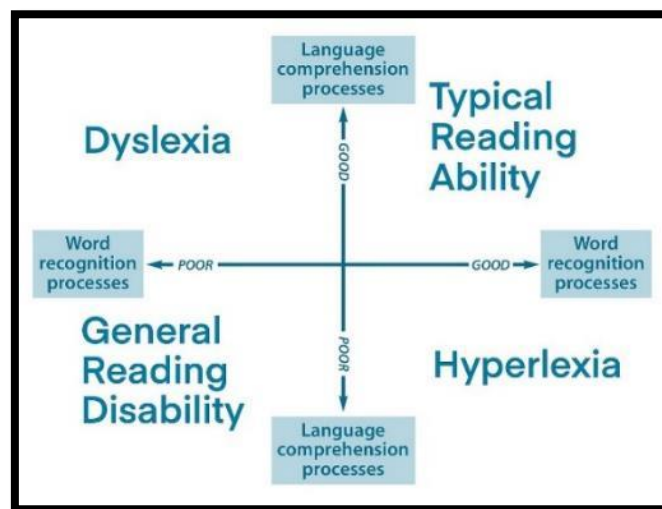 Language
comprehension
processes
Dyslexia
Typical
Reading
Ability
GOOD
Word
recognition
processes
POOR
GOOD
Word
recognition
processes
General
Reading
Disability
POOR
Hyperlexia
Language
comprehension
processes